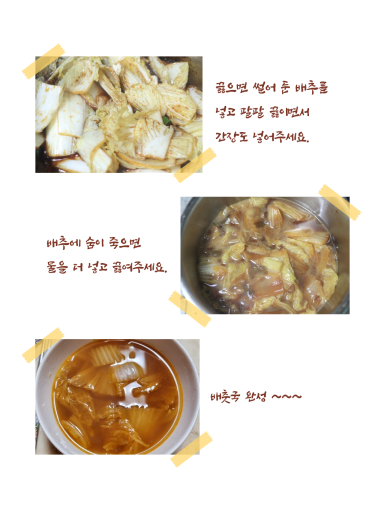 끓으면 썰어 둔 배추를
넣고 팔팔 끓이면서
간장도 넣어주세요.
배추에 숨이 죽으면
물을 더 넣고 끓여주세요.
배춧국 완성 ~~~